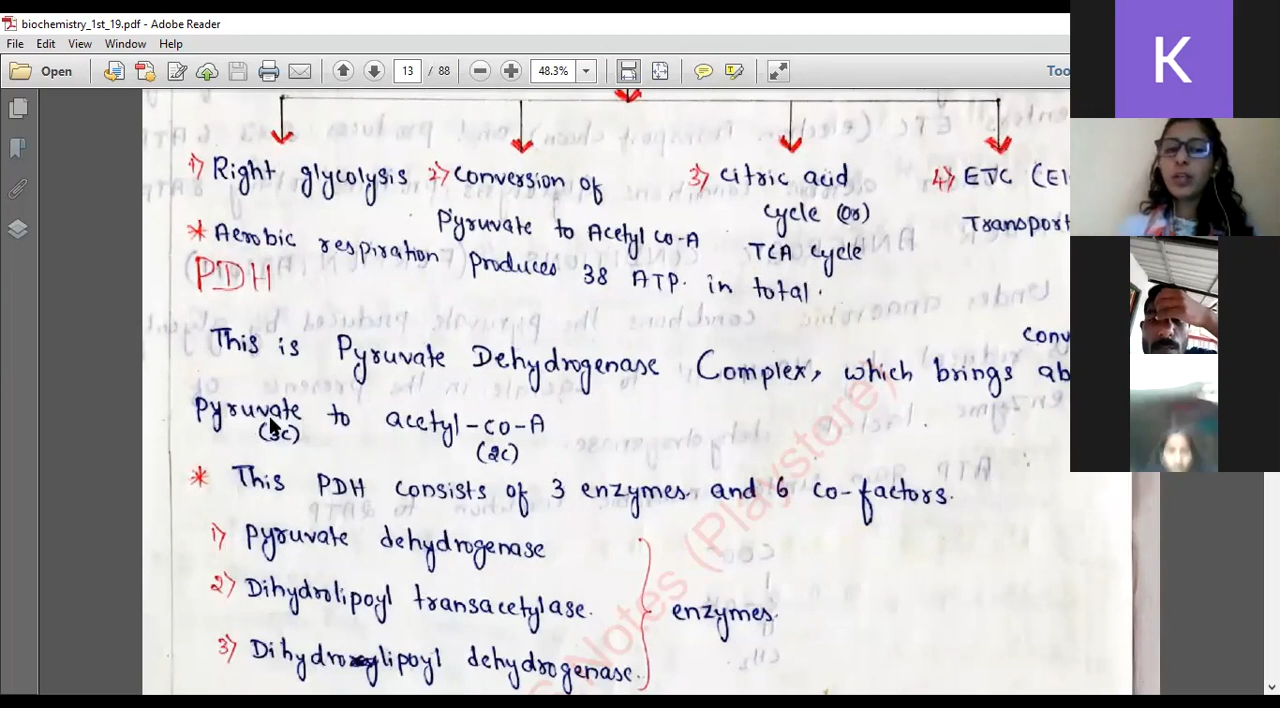 biochemistry_1st_19.pdf - Adobe Reader
File Edit View Window Help
Open 13 / 88 48.3% Too
K
1) Right glycolysis 2) Conversion of 3) Citric acid 4) ETC (El
Pyruvate to Acetyl Co-A cycle (or) Transport
TCA cycle
* Aerobic respiration produces 38 ATP in total.
PDH
This is Pyruvate Dehydrogenase Complex, which brings ab conv
Pyruvate to acetyl-CO-A
(3c) (2c)
* This PDH consists of 3 enzymes and 6 co-factors.
1) Pyruvate dehydrogenase
2) Dihydrolipoyl transacetylase. enzymes.
3) Dihydrolipoyl dehydrogenase.
Notes (Playstore)